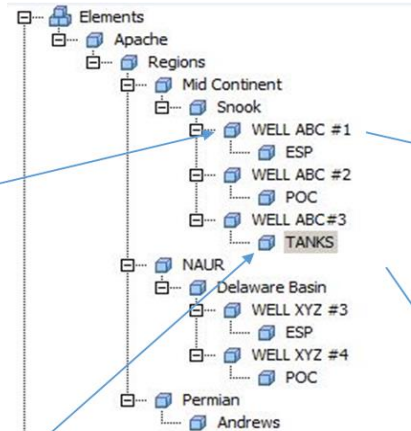 Elements
Apache
Regions
Mid Continent
Snook
WELL ABC #1
ESP
WELL ABC #2
POC
WELL ABC#3
TANKS
NAUR
Delaware Basin
WELL XYZ #3
ESP
WELL XYZ #4
POC
Permian
Andrews